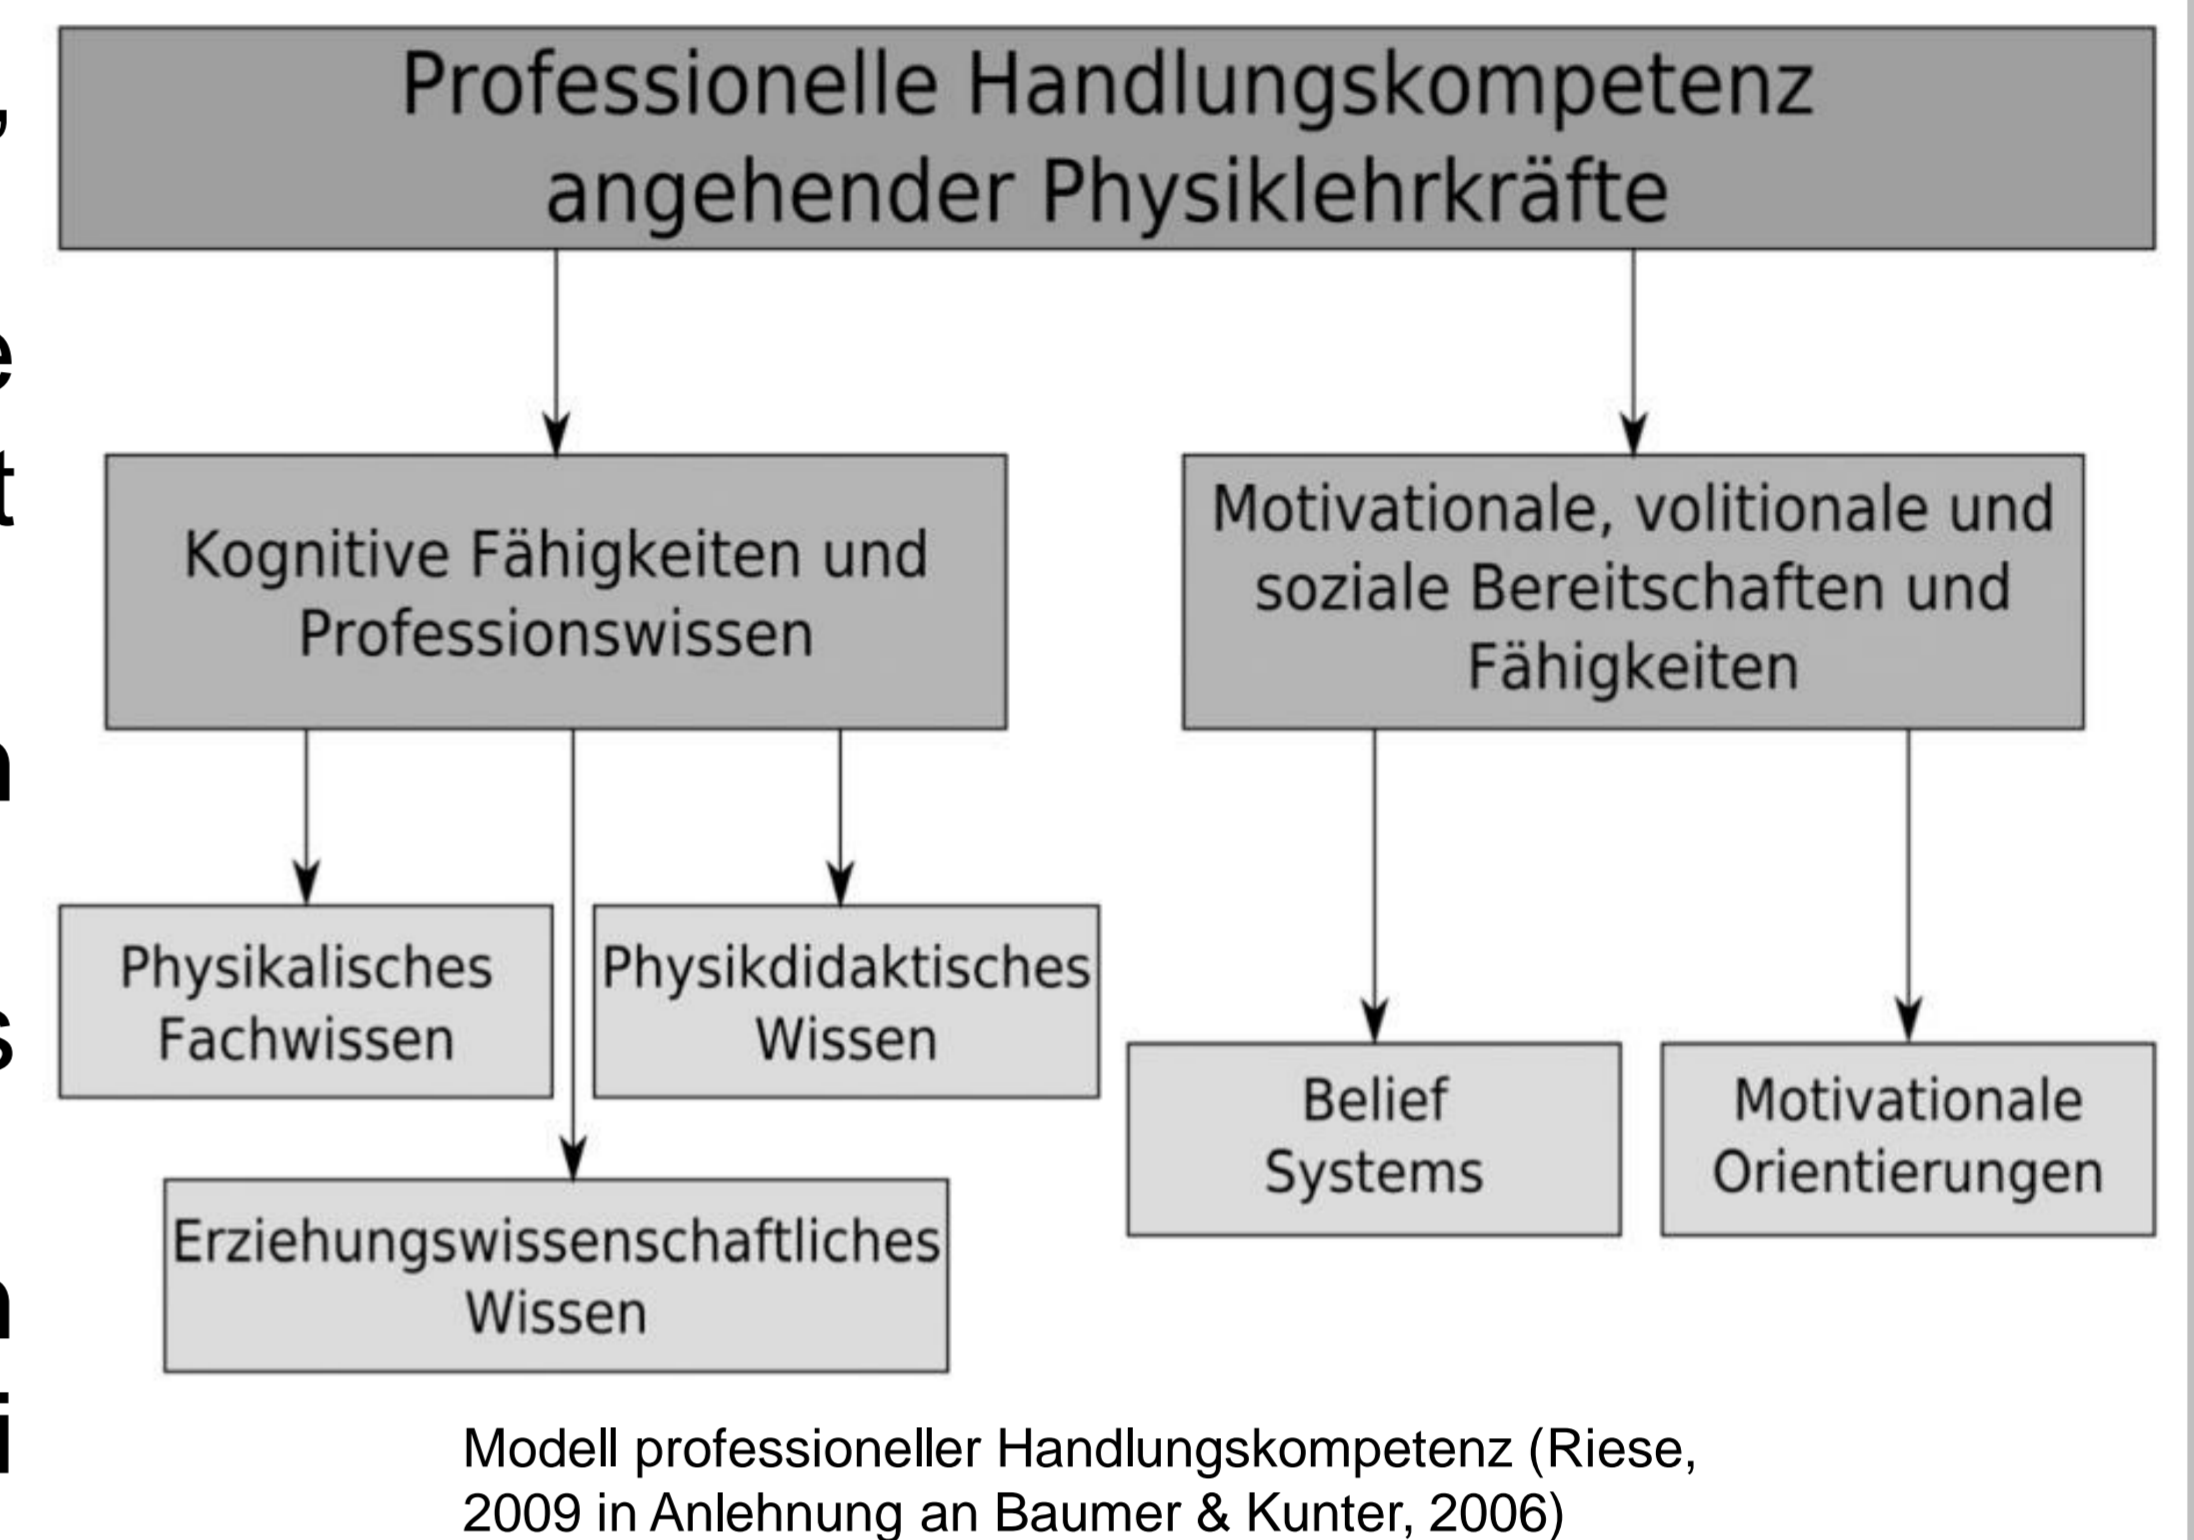 Professionelle Handlungskompetenz
angehender Physiklehrkräfte
Kognitive Fähigkeiten und
Professionswissen
Motivationale, volitionale und
soziale Bereitschaften und
Fähigkeiten
Physikalisches
Fachwissen
Physikdidaktisches
Wissen
Erziehungswissenschaftliches
Wissen
Belief
Systems
Motivationale
Orientierungen
Modell professioneller Handlungskompetenz (Riese,
2009 in Anlehnung an Baumer & Kunter, 2006)